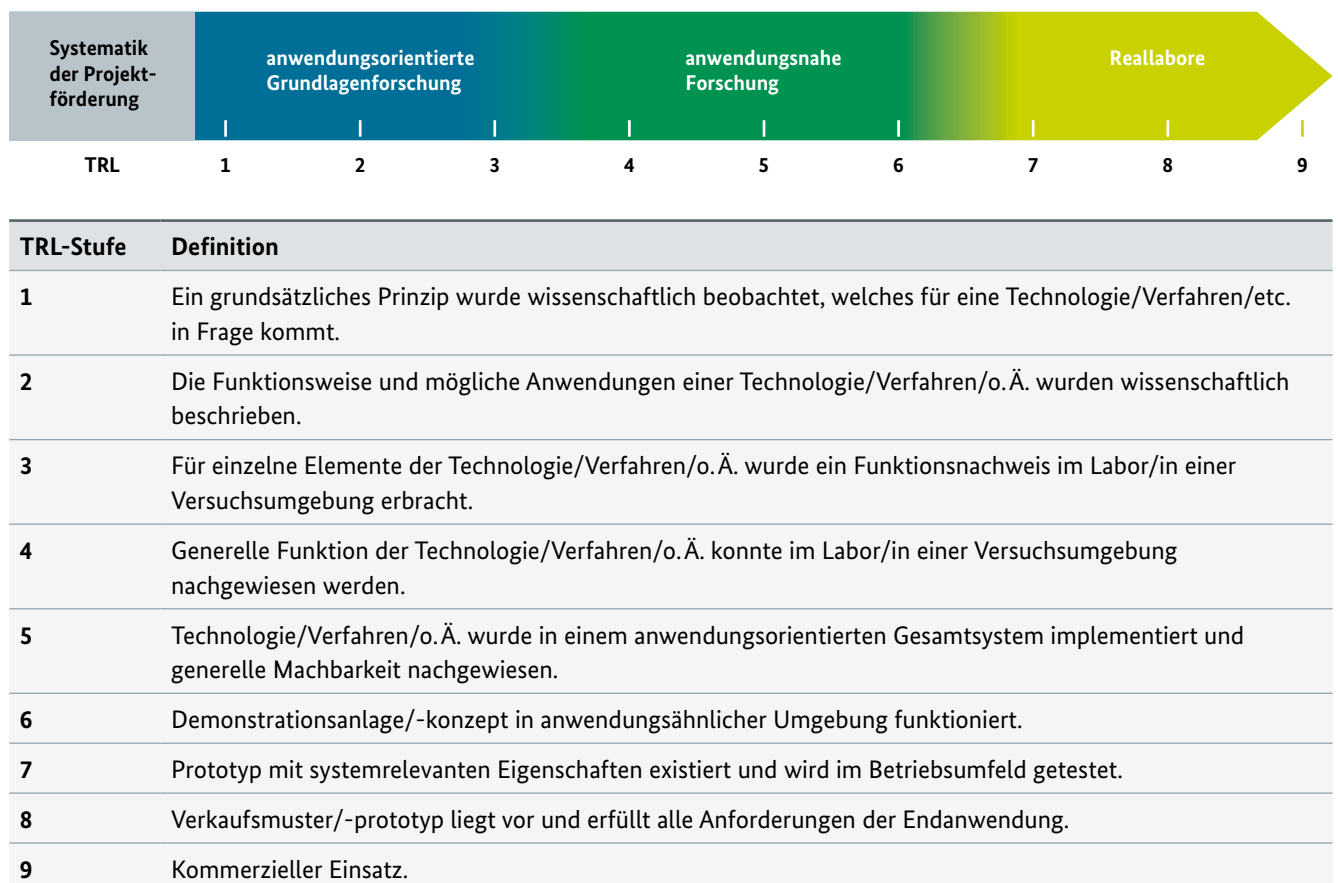 Systematik
der Projekt-
förderung
anwendungsorientierte
Grundlagenforschung
anwendungsnahe
Forschung
Reallabore
TRL 1 2 3 4 5 6 7 8 9
TRL-Stufe Definition
1 Ein grundsätzliches Prinzip wurde wissenschaftlich beobachtet, welches für eine Technologie/Verfahren/etc.
in Frage kommt.
2 Die Funktionsweise und mögliche Anwendungen einer Technologie/Verfahren/o. Ä. wurden wissenschaftlich
beschrieben.
3 Für einzelne Elemente der Technologie/Verfahren/o. Ä. wurde ein Funktionsnachweis im Labor/in einer
Versuchsumgebung erbracht.
4 Generelle Funktion der Technologie/Verfahren/o. Ä. konnte im Labor/in einer Versuchsumgebung
nachgewiesen werden.
5 Technologie/Verfahren/o. Ä. wurde in einem anwendungsorientierten Gesamtsystem implementiert und
generelle Machbarkeit nachgewiesen.
6 Demonstrationsanlage/-konzept in anwendungsähnlicher Umgebung funktioniert.
7 Prototyp mit systemrelevanten Eigenschaften existiert und wird im Betriebsumfeld getestet.
8 Verkaufsmuster/-prototyp liegt vor und erfüllt alle Anforderungen der Endanwendung.
9 Kommerzieller Einsatz.